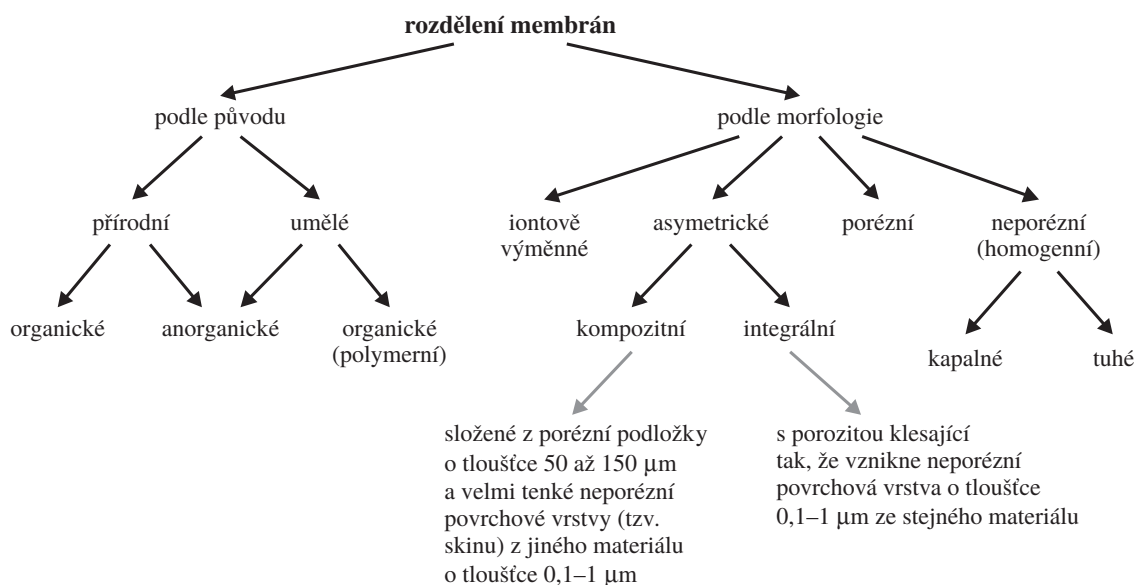 rozdělení membrán
podle původu
podle morfologie
přírodní
umělé
iontově
výměnné
asymetrické
porézní
neporézní
(homogenní)
organické
anorganické
organické
(polymerní)
kompozitní
integrální
kapalné
tuhé
složené z porézní podložky
o tloušťce 50 až 150 μm
a velmi tenké neporézní
povrchové vrstvy (tzv.
skinu) z jiného materiálu
o tloušťce 0,1–1 μm
s porozitou klesající
tak, že vznikne neporézní
povrchová vrstva o tloušťce
0,1–1 μm ze stejného materiálu